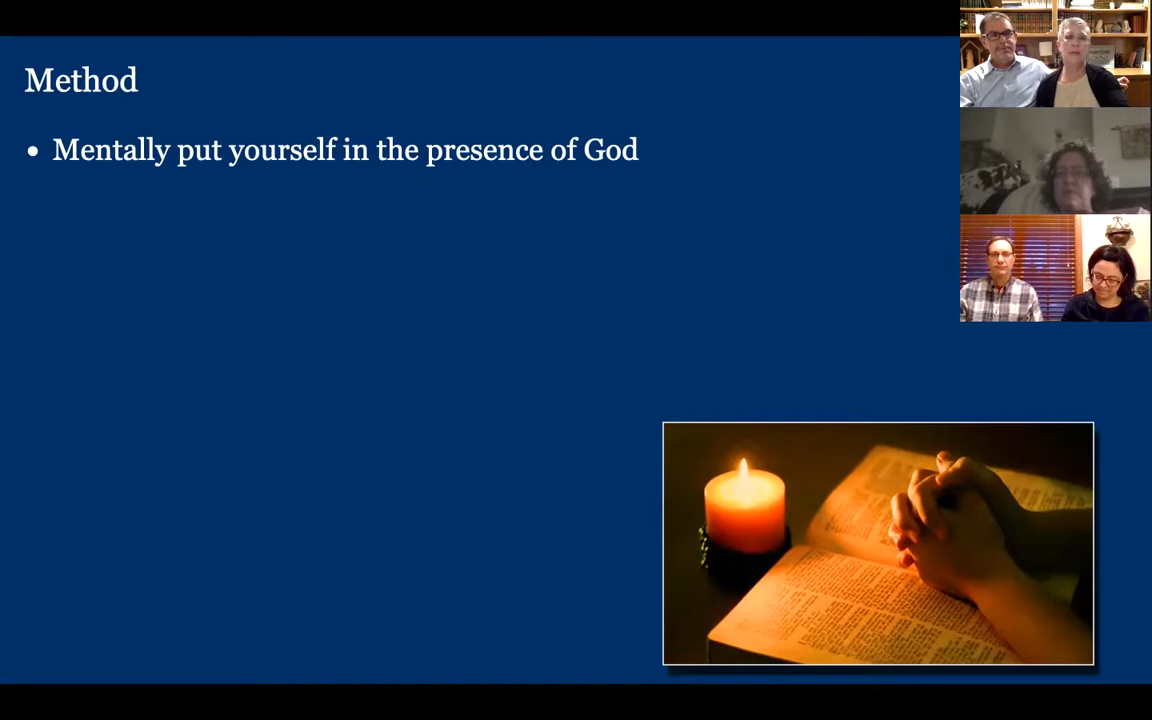 Method
• Mentally put yourself in the presence of God